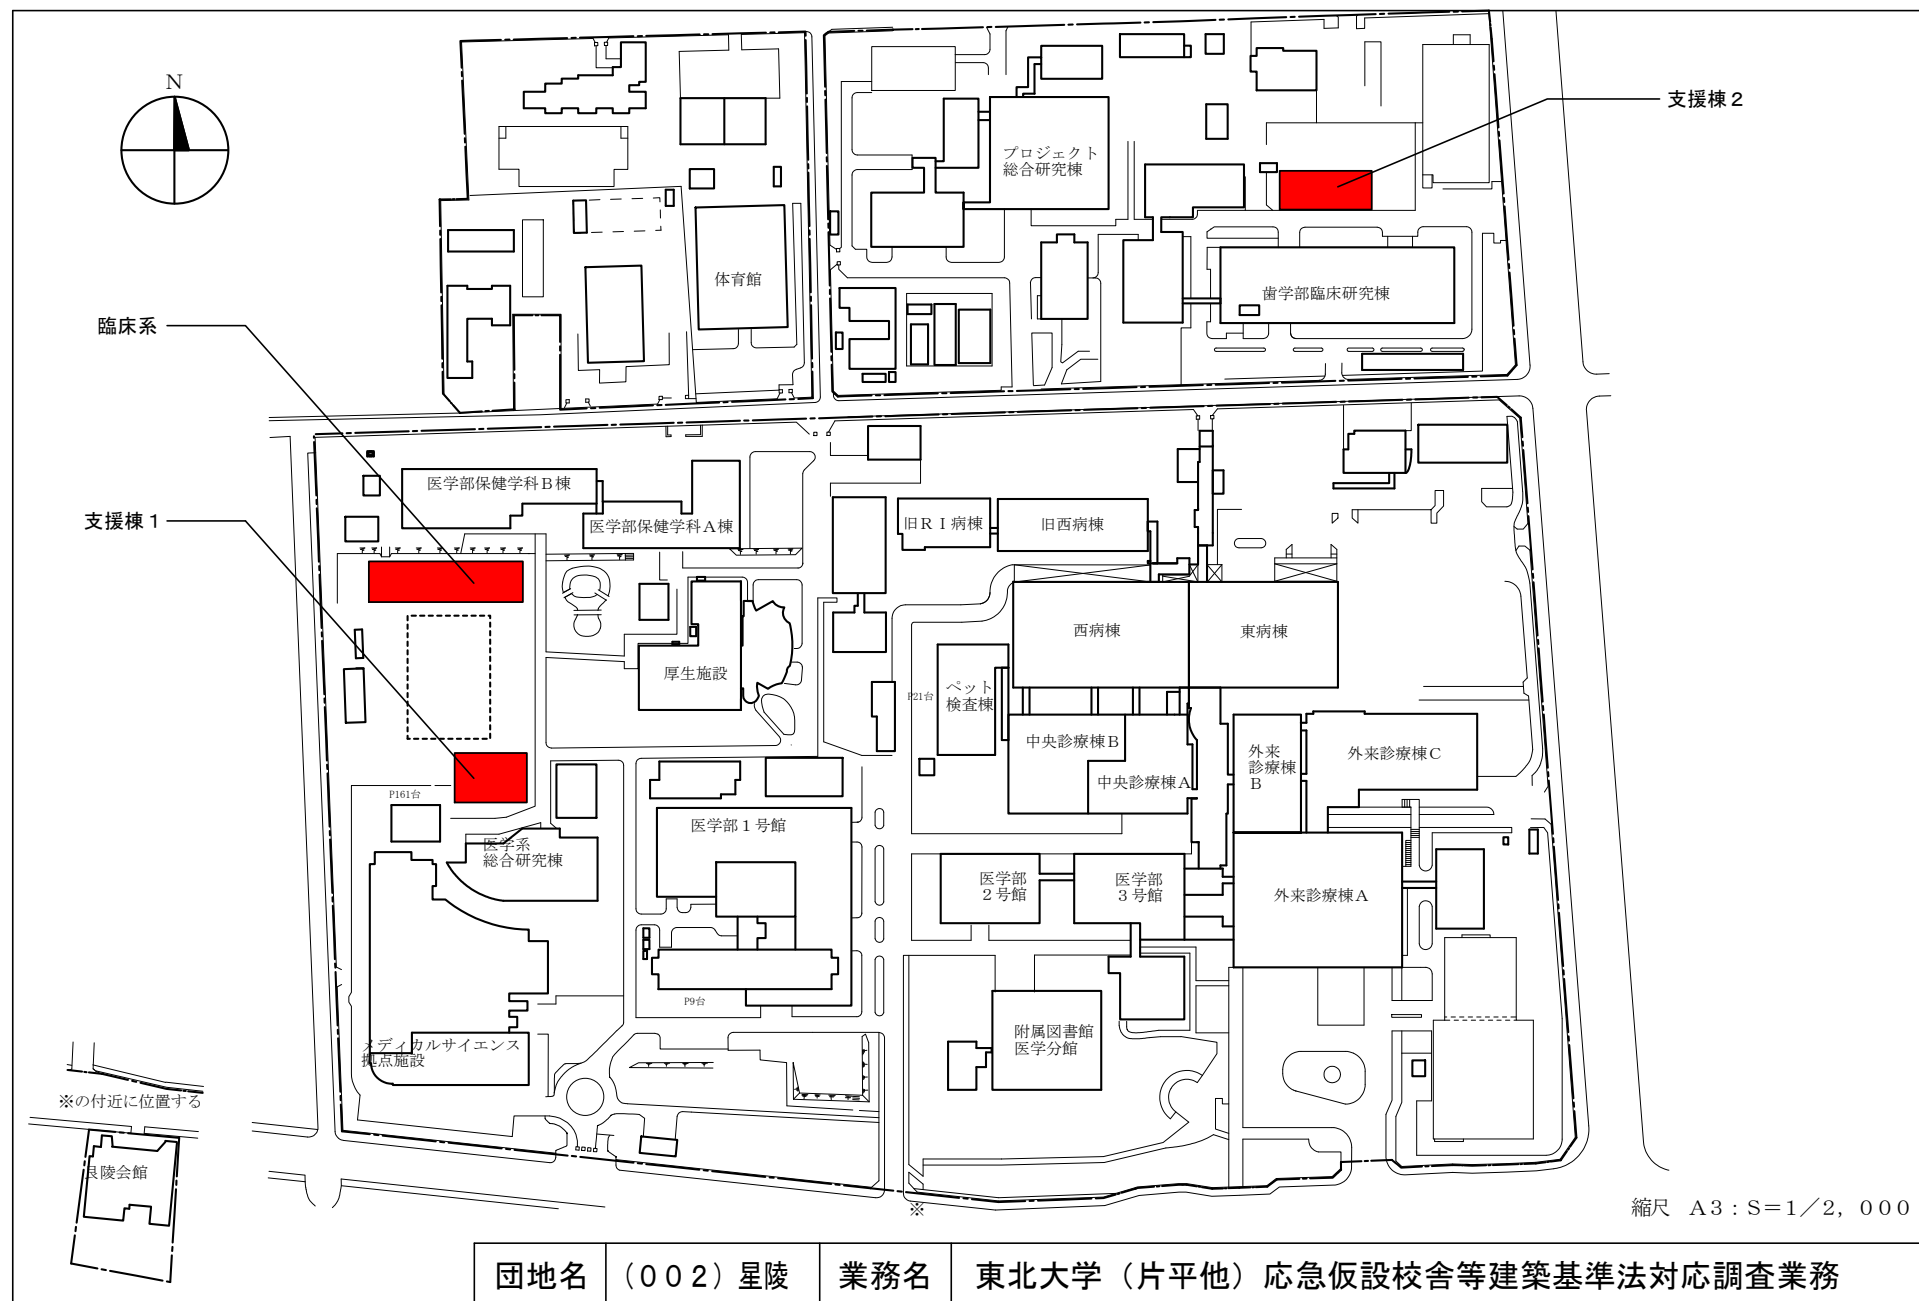 N
支援棟２
プロジェクト
総合研究棟
体育館
歯学部臨床研究棟
臨床系
支援棟１
医学部保健学科Ｂ棟
医学部保健学科Ａ棟
旧ＲＩ病棟
旧西病棟
西病棟
東病棟
厚生施設
P21台
ペット
検査棟
中央診療棟Ｂ
中央診療棟Ａ
外来
診療棟
Ｂ
外来診療棟Ｃ
P161台
医学部１号館
医学系
総合研究棟
医学部
２号館
医学部
３号館
外来診療棟Ａ
P9台
附属図書館
医学分館
メディカルサイエンス
拠点施設
※の付近に位置する
艮陵会館
※
縮尺　Ａ３：Ｓ＝１／２，０００
団地名
（００２）星陵
業務名
東北大学（片平他）応急仮設校舎等建築基準法対応調査業務